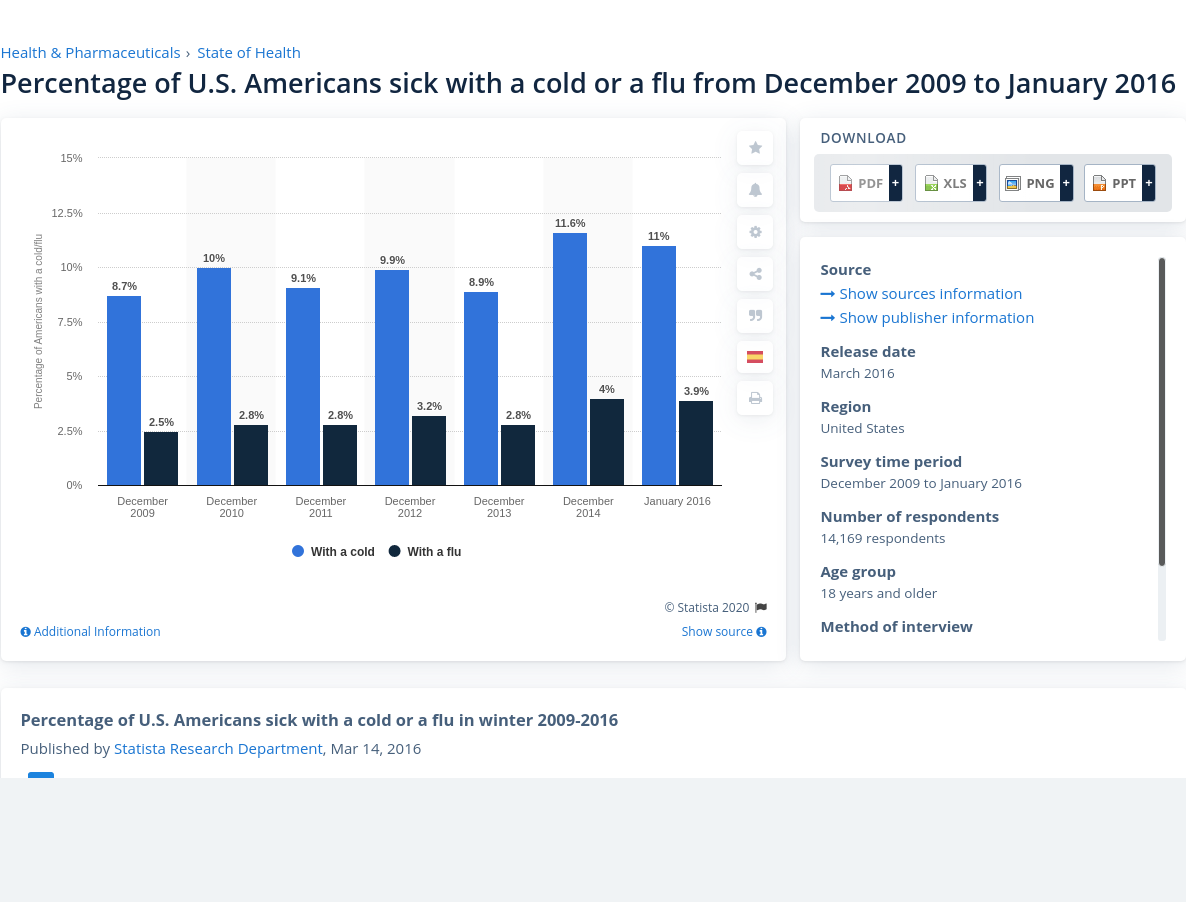 Health & Pharmaceuticals › State of Health
Percentage of U.S. Americans sick with a cold or a flu from December 2009 to January 2016
15%
12.5%
10%
7.5%
5%
2.5%
0%
Percentage of Americans with a cold/flu
8.7%
10%
9.1%
9.9%
8.9%
11.6%
11%
2.5%
2.8%
2.8%
3.2%
2.8%
4%
3.9%
December
2009
December
2010
December
2011
December
2012
December
2013
December
2014
January 2016
With a cold With a flu
© Statista 2020
Additional Information
Show source
DOWNLOAD
PDF + XLS + PNG + PPT +
Source
Show sources information
Show publisher information
Release date
March 2016
Region
United States
Survey time period
December 2009 to January 2016
Number of respondents
14,169 respondents
Age group
18 years and older
Method of interview
Percentage of U.S. Americans sick with a cold or a flu in winter 2009-2016
Published by Statista Research Department, Mar 14, 2016